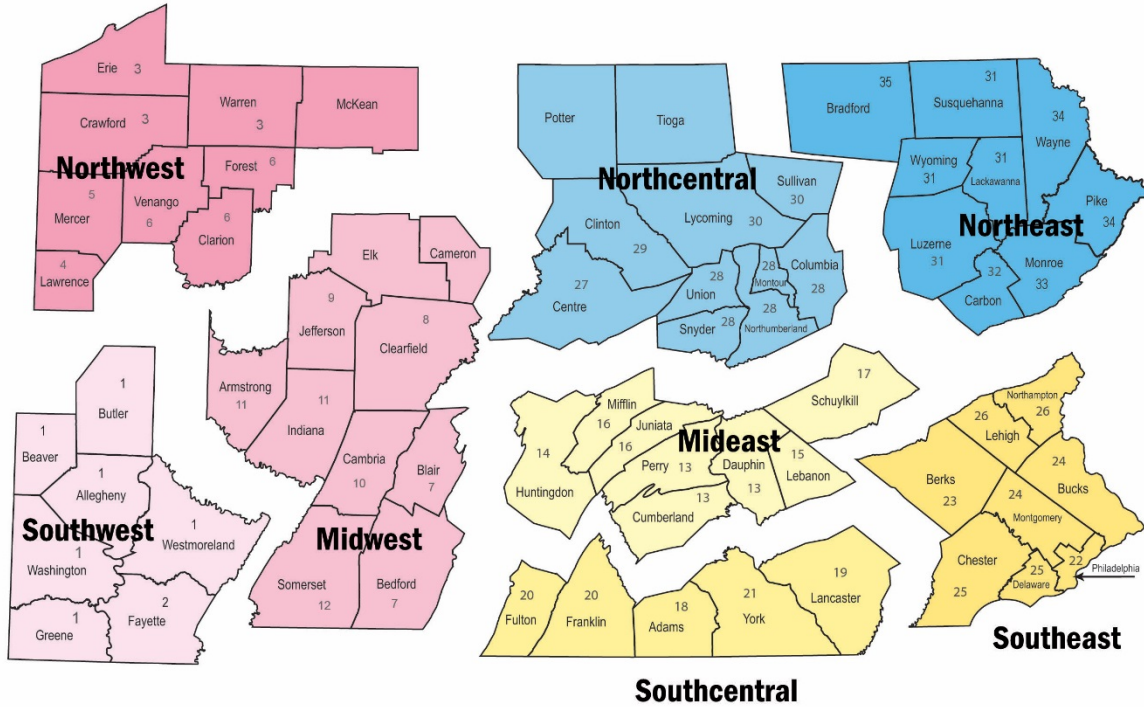 Northwest
Erie 3
Crawford 3
Warren
3
McKean
Mercer
5
Venango
6
Forest 6
Clarion
6
Lawrence
4
Midwest
Elk
Cameron
Jefferson
9
Clearfield
8
Armstrong
11
Indiana
11
Cambria
10
Blair
7
Somerset
12
Bedford
7
Southwest
Butler
1
Beaver
1
Allegheny
1
Westmoreland
1
Washington
1
Greene
1
Fayette
2
Northcentral
Potter
Tioga
Sullivan
30
Lycoming
30
Clinton
29
Centre
27
Union
28
Montour
28
Columbia
28
Snyder 28
Northumberland
28
Northeast
Bradford
35
Susquehanna
31
Wayne
34
Wyoming
31
Lackawanna
31
Pike
34
Luzerne
31
Carbon
32
Monroe
33
Mideast
Schuylkill
17
Mifflin
16
Juniata
16
Huntingdon
14
Perry 13
Dauphin
13
Lebanon
15
Cumberland
13
Southcentral
Fulton
20
Franklin
20
Adams
18
York
21
Lancaster
19
Southeast
Northampton
26
Lehigh
26
Berks
23
Bucks
24
Montgomery
24
Chester
25
Delaware
25
Philadelphia
22